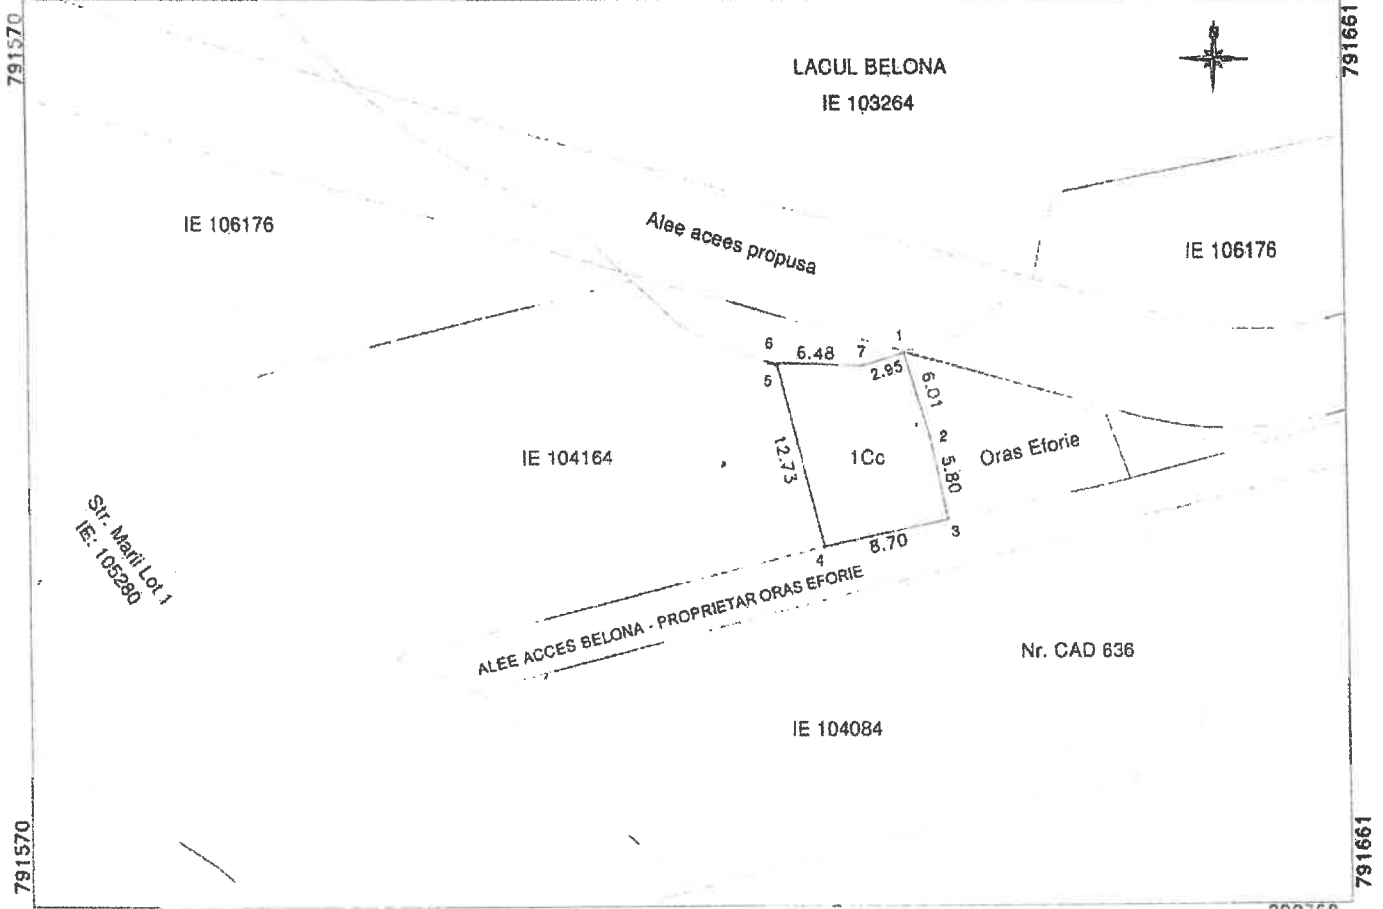 791570
791661
LACUL BELONA
IE 103264
IE 106176
Alee acees propusa
IE 106176
6
6.48
7
1
5
2.95
6.01
2
12.73
1Cc
5.80
Oras Eforie
IE 104164
3
8.70
4
Str. Marii Lot 1
IE: 105280
ALEE ACCES BELONA - PROPRIETAR ORAS EFORIE
Nr. CAD 636
IE 104084
791570
791661